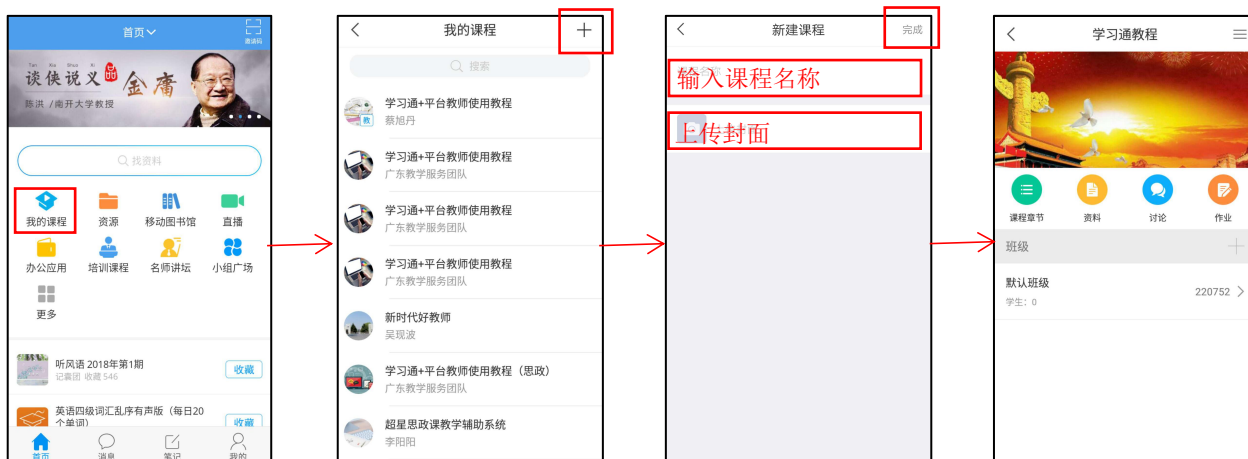 首页
邀请码
Tan Xia Shuo Yi
谈侠说义品金庸
陈洪 /南开大学教授
找资料
我的课程
资源
移动图书馆
直播
办公应用
培训课程
名师讲坛
小组广场
更多
听风语 2018年第1期
记囊团 收藏 546
收藏
英语四级词汇乱序有声版（每日20
个单词）
收藏
首页
消息
笔记
我的
我的课程
搜索
学习通+平台教师使用教程
蔡旭丹
教
学习通+平台教师使用教程
广东教学服务团队
学习通+平台教师使用教程
广东教学服务团队
学习通+平台教师使用教程
广东教学服务团队
新时代好教师
吴现波
学习通+平台教师使用教程（思政）
广东教学服务团队
超星思政课教学辅助系统
李阳阳
新建课程
完成
输入课程名称
上传封面
学习通教程
课程章节
资料
讨论
作业
班级
默认班级
学生：0
220752